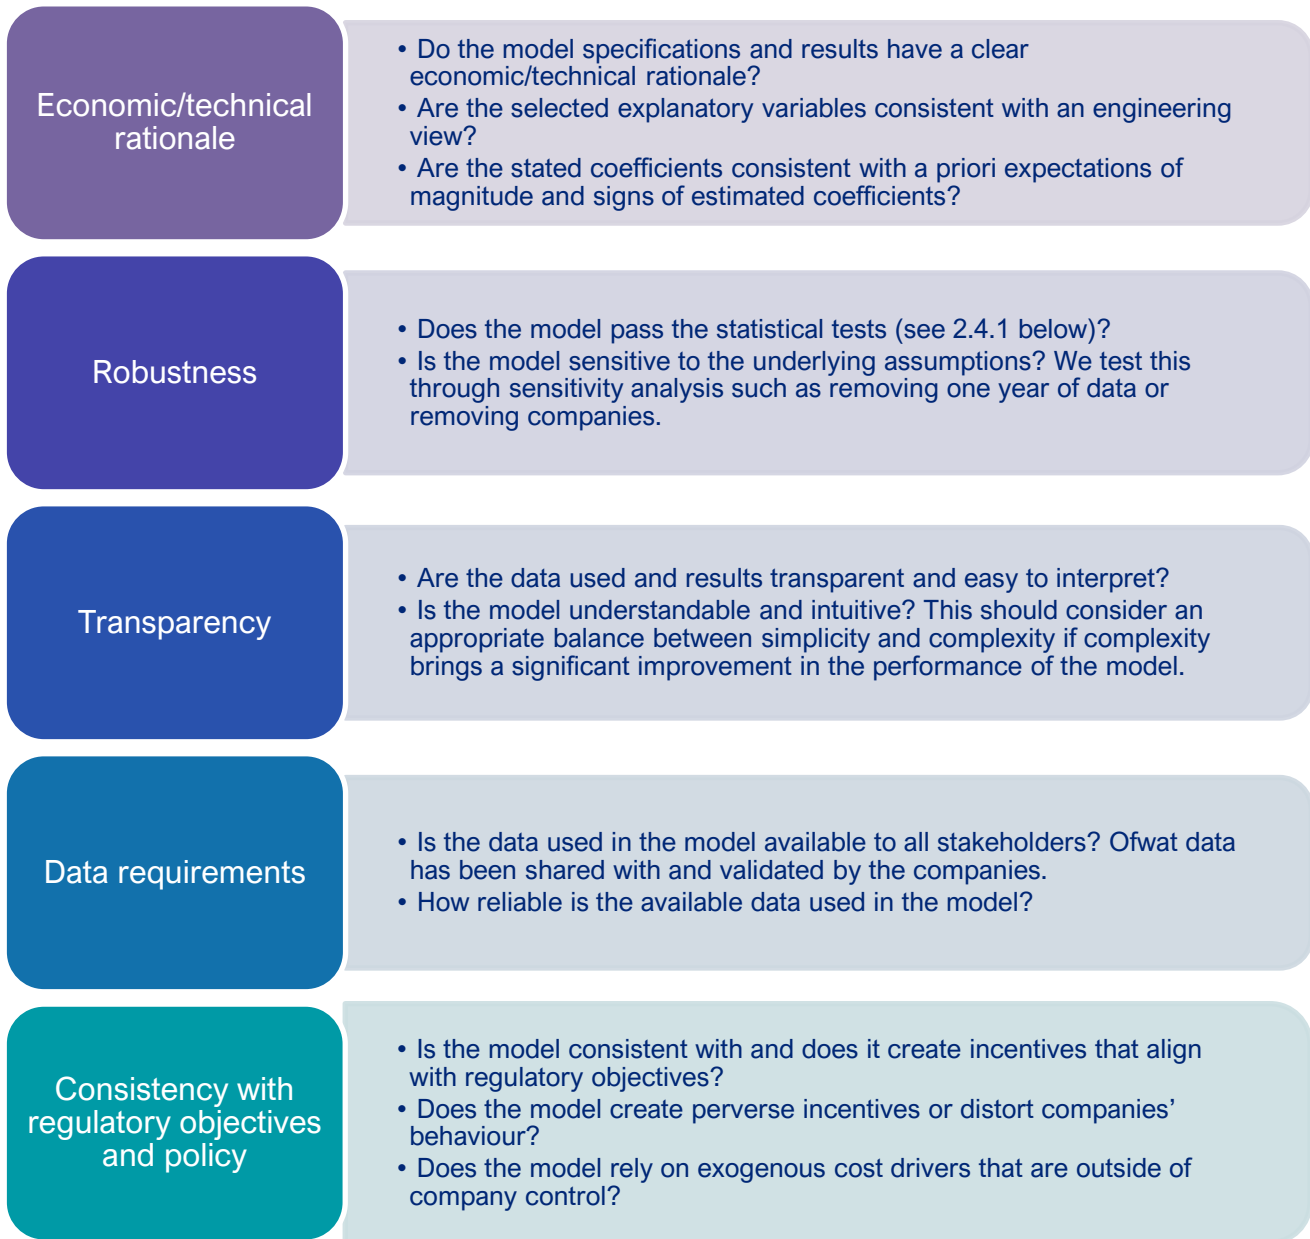 Economic/technical
rationale
• Do the model specifications and results have a clear
economic/technical rationale?
• Are the selected explanatory variables consistent with an engineering
view?
• Are the stated coefficients consistent with a priori expectations of
magnitude and signs of estimated coefficients?
Robustness
• Does the model pass the statistical tests (see 2.4.1 below)?
• Is the model sensitive to the underlying assumptions? We test this
through sensitivity analysis such as removing one year of data or
removing companies.
Transparency
• Are the data used and results transparent and easy to interpret?
• Is the model understandable and intuitive? This should consider an
appropriate balance between simplicity and complexity if complexity
brings a significant improvement in the performance of the model.
Data requirements
• Is the data used in the model available to all stakeholders? Ofwat data
has been shared with and validated by the companies.
• How reliable is the available data used in the model?
Consistency with
regulatory objectives
and policy
• Is the model consistent with and does it create incentives that align
with regulatory objectives?
• Does the model create perverse incentives or distort companies’
behaviour?
• Does the model rely on exogenous cost drivers that are outside of
company control?